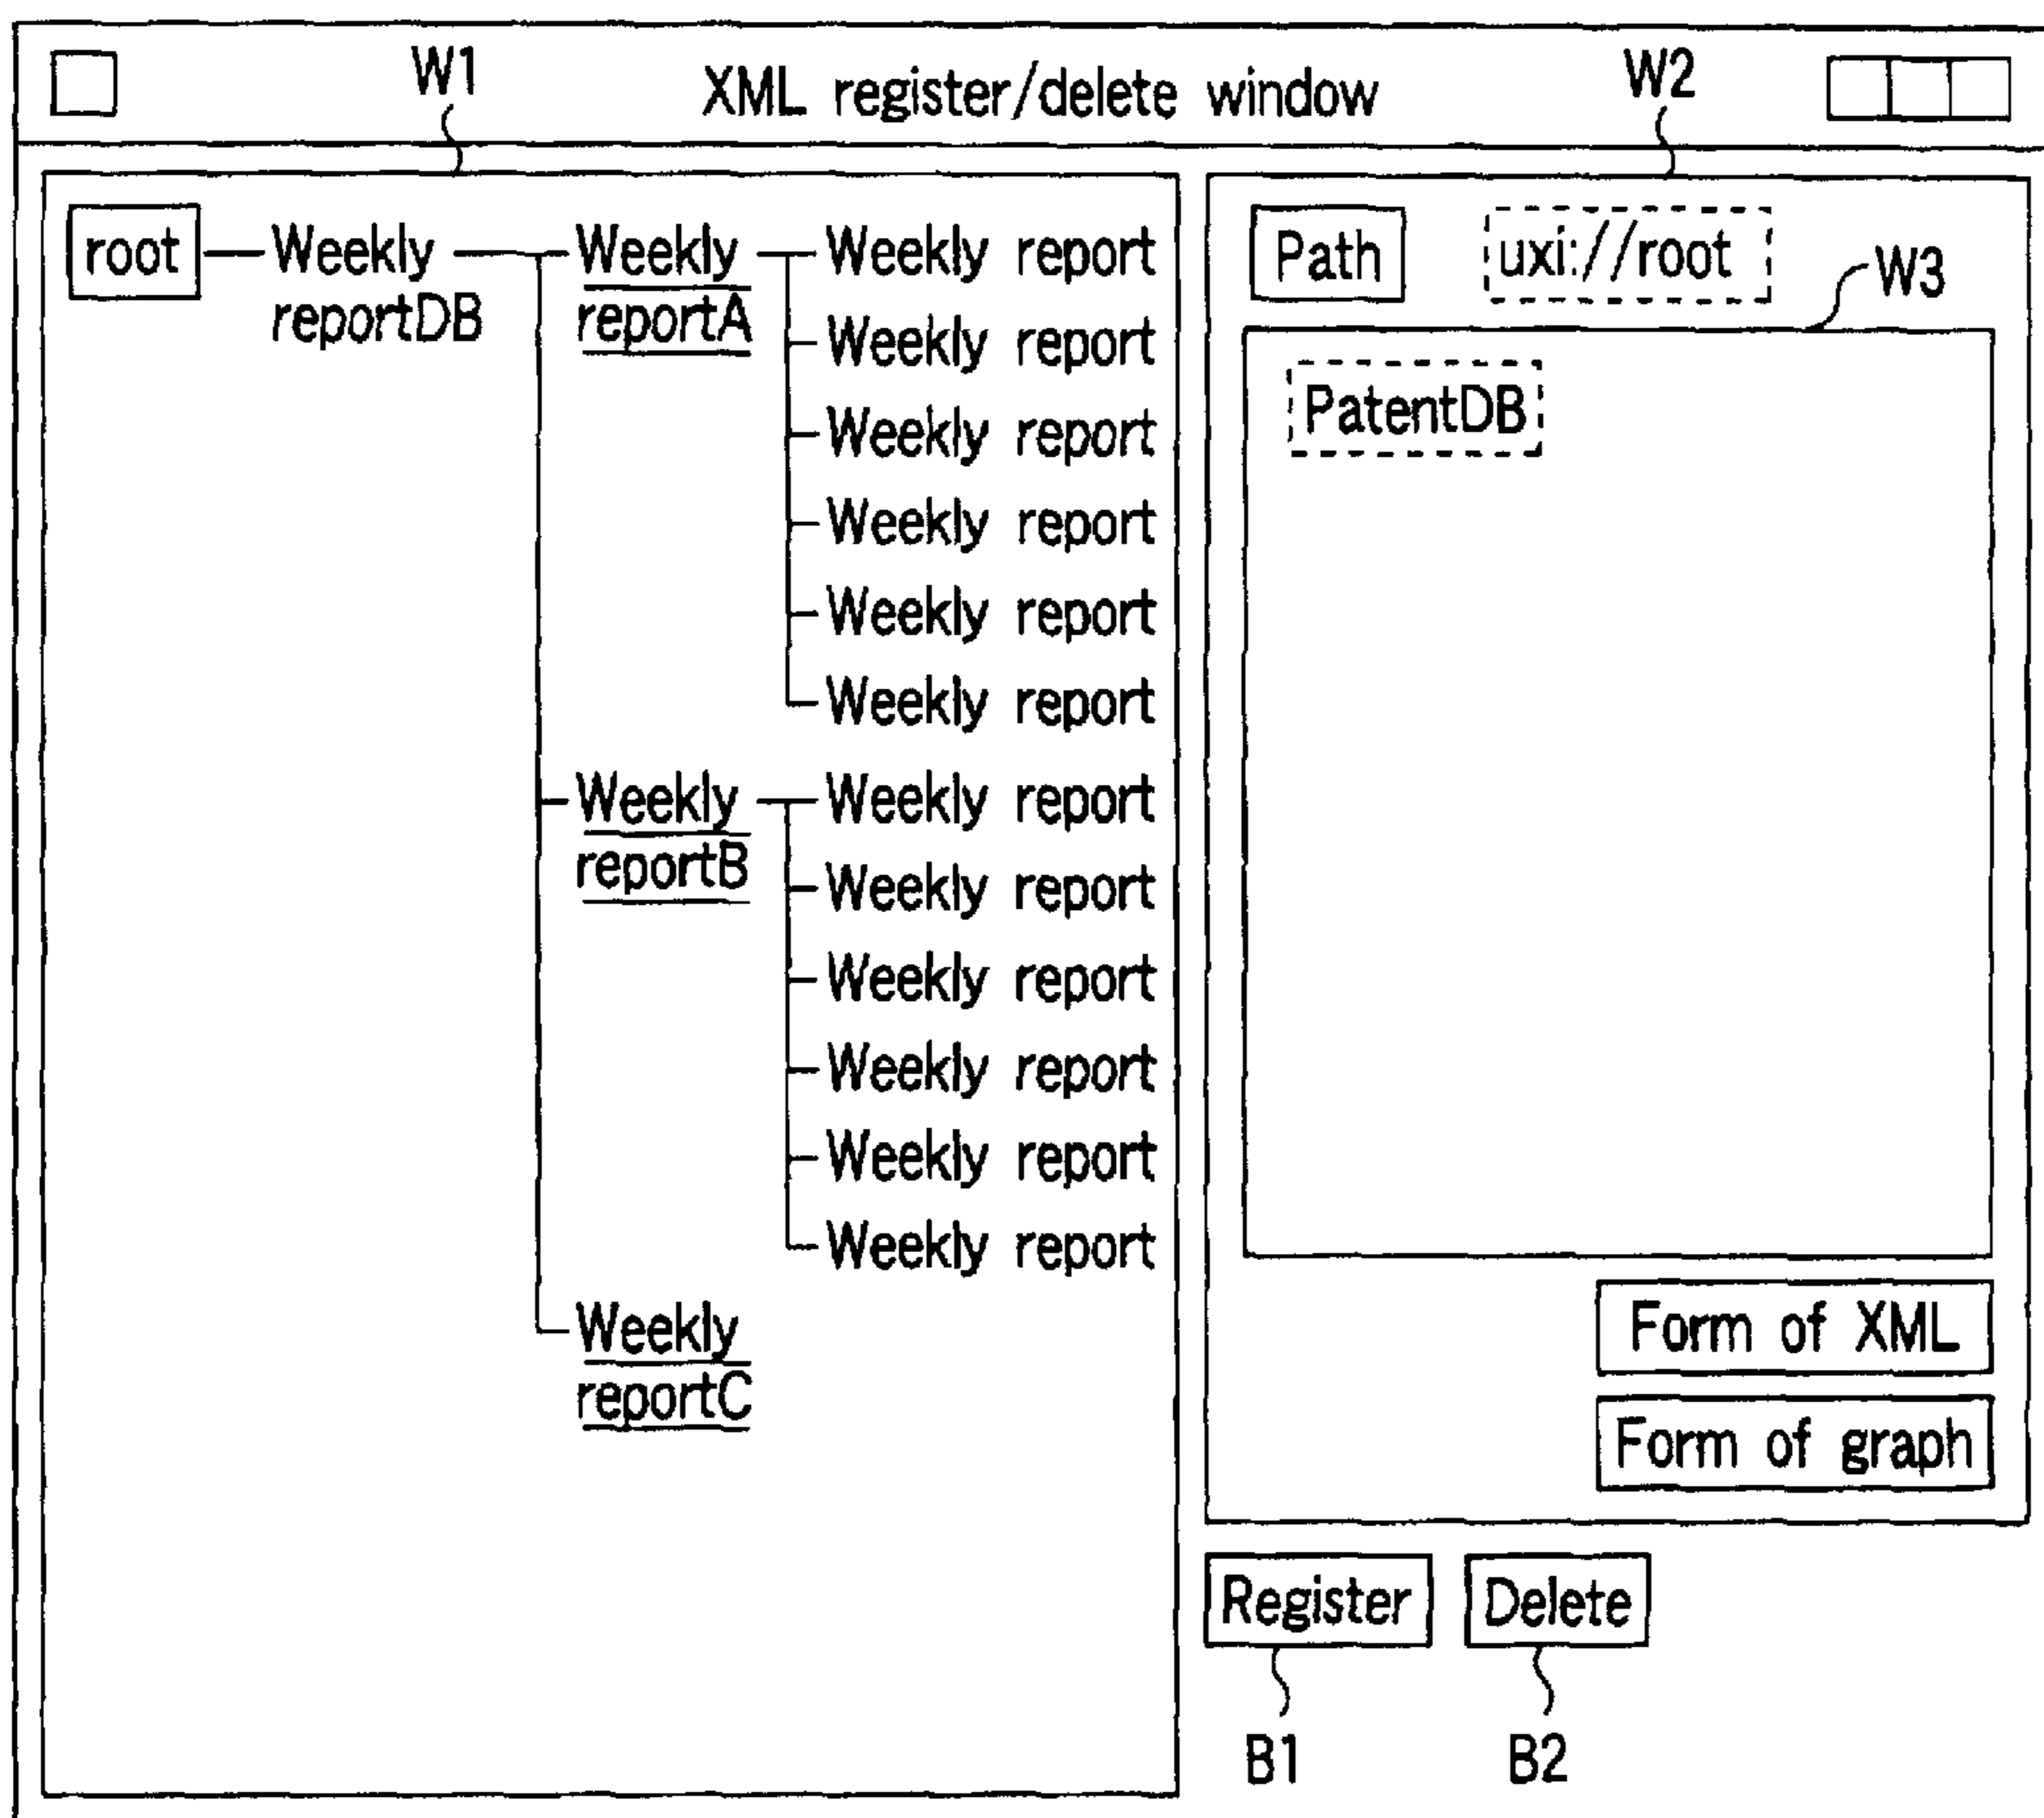 W1
XML register/delete window
W2
root
Weekly
reportDB
Weekly
reportA
Weekly report
Weekly report
Weekly report
Weekly report
Weekly report
Weekly report
Weekly
reportB
Weekly report
Weekly report
Weekly report
Weekly report
Weekly report
Weekly report
Weekly
reportC
Path
uxi://root
W3
PatentDB
Form of XML
Form of graph
Register
Delete
B1
B2